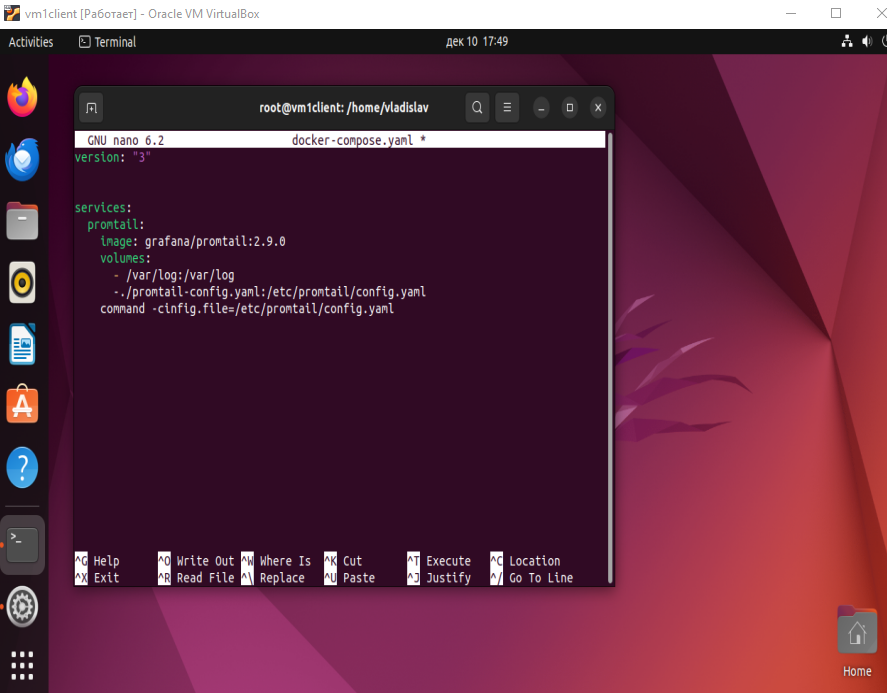 vm1client [Работает] - Oracle VM VirtualBox
Activities
Terminal
дек 10 17:49
root@vm1client: /home/vladislav
GNU nano 6.2 docker-compose.yaml *
version: "3"
services:
promtail:
image: grafana/promtail:2.9.0
volumes:
- /var/log:/var/log
-./promtail-config.yaml:/etc/promtail/config.yaml
command -cinfig.file=/etc/promtail/config.yaml
^G Help ^O Write Out ^W Where Is ^K Cut ^T Execute ^C Location
^X Exit ^R Read File ^\ Replace ^U Paste ^J Justify ^/ Go To Line
Home